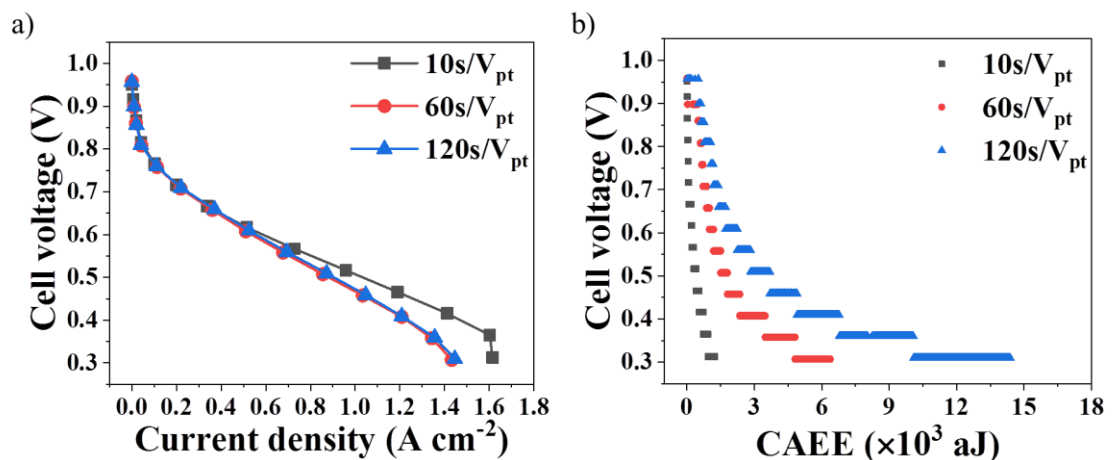 a)
Cell voltage (V)
1.0
0.9
0.8
0.7
0.6
0.5
0.4
0.3
10s/Vpt
60s/Vpt
120s/Vpt
0.0 0.2 0.4 0.6 0.8 1.0 1.2 1.4 1.6 1.8
Current density (A cm-2)
b)
Cell voltage (V)
1.0
0.9
0.8
0.7
0.6
0.5
0.4
0.3
10s/Vpt
60s/Vpt
120s/Vpt
0 3 6 9 12 15 18
CAEE (×10³ aJ)